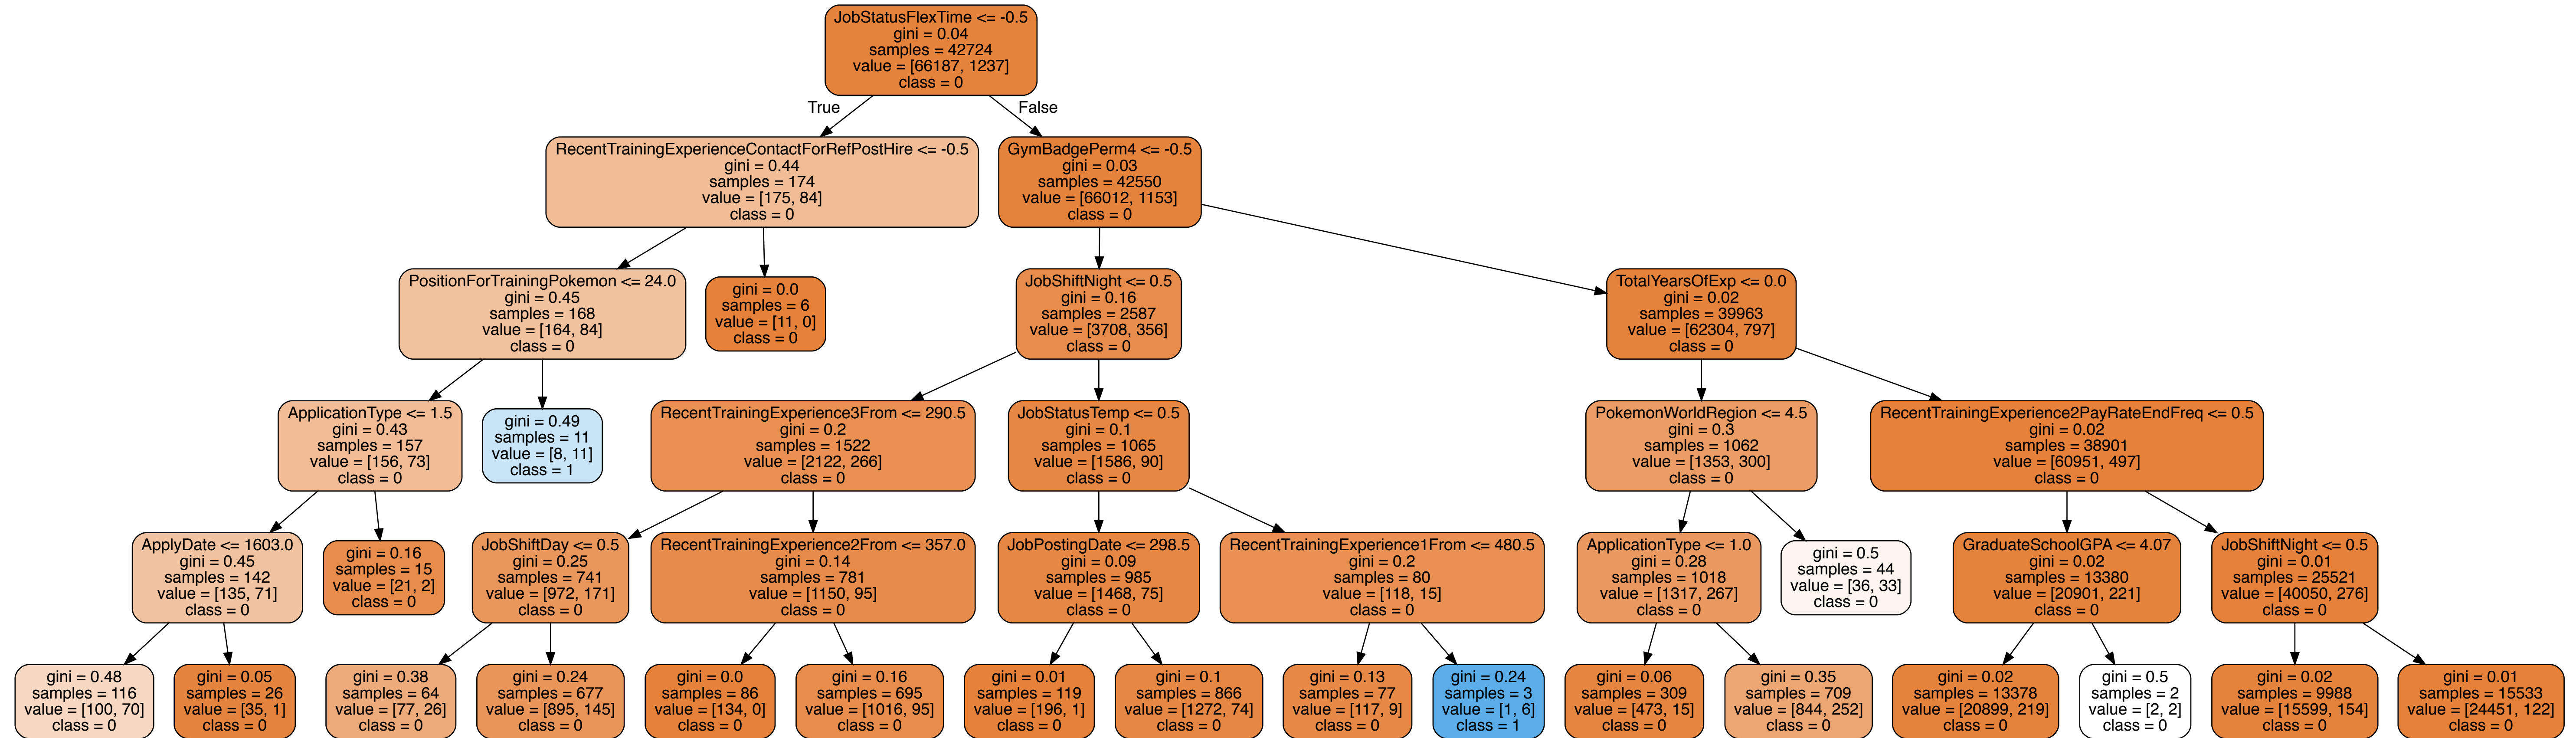 JobStatusFlexTime <= -0.5
gini = 0.04
samples = 42724
value = [66187, 1237]
class = 0
True
False
RecentTrainingExperienceContactForRefPostHire <= -0.5
gini = 0.44
samples = 174
value = [175, 84]
class = 0
GymBadgePerm4 <= -0.5
gini = 0.03
samples = 42550
value = [66012, 1153]
class = 0
PositionForTrainingPokemon <= 24.0
gini = 0.45
samples = 168
value = [164, 84]
class = 0
gini = 0.0
samples = 6
value = [11, 0]
class = 0
JobShiftNight <= 0.5
gini = 0.16
samples = 2587
value = [3708, 356]
class = 0
TotalYearsOfExp <= 0.0
gini = 0.02
samples = 39963
value = [62304, 797]
class = 0
ApplicationType <= 1.5
gini = 0.43
samples = 157
value = [156, 73]
class = 0
gini = 0.49
samples = 11
value = [8, 11]
class = 1
RecentTrainingExperience3From <= 290.5
gini = 0.2
samples = 1522
value = [2122, 266]
class = 0
JobStatusTemp <= 0.5
gini = 0.1
samples = 1065
value = [1586, 90]
class = 0
PokemonWorldRegion <= 4.5
gini = 0.3
samples = 1062
value = [1353, 300]
class = 0
RecentTrainingExperience2PayRateEndFreq <= 0.5
gini = 0.02
samples = 38901
value = [60951, 497]
class = 0
ApplyDate <= 1603.0
gini = 0.45
samples = 142
value = [135, 71]
class = 0
gini = 0.16
samples = 15
value = [21, 2]
class = 0
JobShiftDay <= 0.5
gini = 0.25
samples = 741
value = [972, 171]
class = 0
RecentTrainingExperience2From <= 357.0
gini = 0.14
samples = 781
value = [1150, 95]
class = 0
JobPostingDate <= 298.5
gini = 0.09
samples = 985
value = [1468, 75]
class = 0
RecentTrainingExperience1From <= 480.5
gini = 0.2
samples = 80
value = [118, 15]
class = 0
ApplicationType <= 1.0
gini = 0.28
samples = 1018
value = [1317, 267]
class = 0
gini = 0.5
samples = 44
value = [36, 33]
class = 0
GraduateSchoolGPA <= 4.07
gini = 0.02
samples = 13380
value = [20901, 221]
class = 0
JobShiftNight <= 0.5
gini = 0.01
samples = 25521
value = [40050, 276]
class = 0
gini = 0.48
samples = 116
value = [100, 70]
class = 0
gini = 0.05
samples = 26
value = [35, 1]
class = 0
gini = 0.38
samples = 64
value = [77, 26]
class = 0
gini = 0.24
samples = 677
value = [895, 145]
class = 0
gini = 0.0
samples = 86
value = [134, 0]
class = 0
gini = 0.16
samples = 695
value = [1016, 95]
class = 0
gini = 0.01
samples = 119
value = [196, 1]
class = 0
gini = 0.1
samples = 866
value = [1272, 74]
class = 0
gini = 0.13
samples = 77
value = [117, 9]
class = 0
gini = 0.24
samples = 3
value = [1, 6]
class = 1
gini = 0.06
samples = 309
value = [473, 15]
class = 0
gini = 0.35
samples = 709
value = [844, 252]
class = 0
gini = 0.02
samples = 13378
value = [20899, 219]
class = 0
gini = 0.5
samples = 2
value = [2, 2]
class = 0
gini = 0.02
samples = 9988
value = [15599, 154]
class = 0
gini = 0.01
samples = 15533
value = [24451, 122]
class = 0